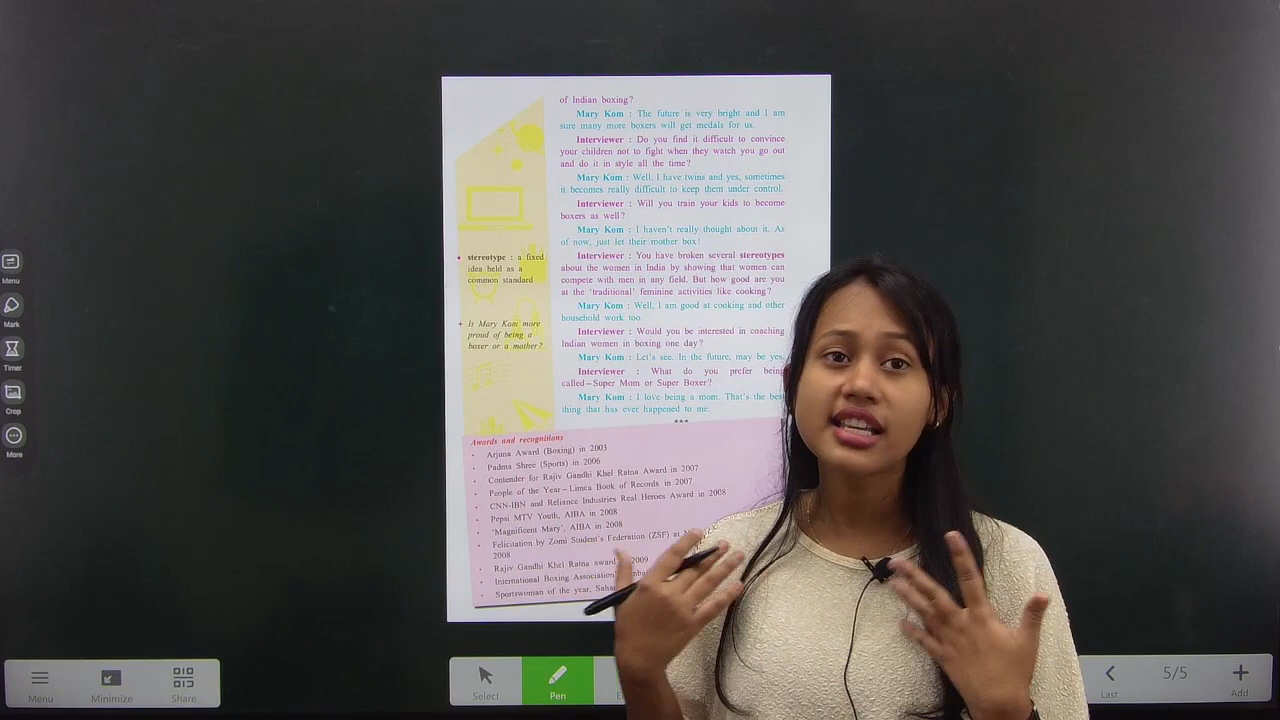 of Indian boxing?
Mary Kom : The future is very bright and I am
sure many more boxers will get medals for us.
Interviewer : Do you find it difficult to convince
your children not to fight when they watch you go out
and do it in style all the time?
Mary Kom : Well, I have twins and yes, sometimes
it becomes really difficult to keep them under control.
Interviewer : Will you train your kids to become
boxers as well?
Mary Kom : I haven't really thought about it. As
of now, just let their mother box!
Interviewer : You have broken several stereotypes
about the women in India by showing that women can
compete with men in any field. But how good are you
at the 'traditional' feminine activities like cooking?
Mary Kom : Well, I am good at cooking and other
household work too.
Interviewer : Would you be interested in coaching
Indian women in boxing one day?
Mary Kom : Let's see. In the future, may be yes.
Interviewer : What do you prefer being
called – Super Mom or Super Boxer?
Mary Kom : I love being a mom. That's the best
thing that has ever happened to me.
***
• stereotype : a fixed
idea held as a
common standard
• Is Mary Kom more
proud of being a
boxer or a mother?
Awards and recognitions
• Arjuna Award (Boxing) in 2003
• Padma Shree (Sports) in 2006
• Contender for Rajiv Gandhi Khel Ratna Award in 2007
• People of the Year – Limca Book of Records in 2007
• CNN-IBN and Reliance Industries Real Heroes Award in 2008
• Pepsi MTV Youth, AIBA in 2008
• 'Magnificent Mary', AIBA in 2008
• Felicitation by Zomi Student's Federation (ZSF) at
2008
• Rajiv Gandhi Khel Ratna award 2009
• International Boxing Association
• Sportswoman of the year,
Menu
Mark
Timer
Crop
More
Menu
Minimize
Share
Select
Pen
Last
5/5
Add